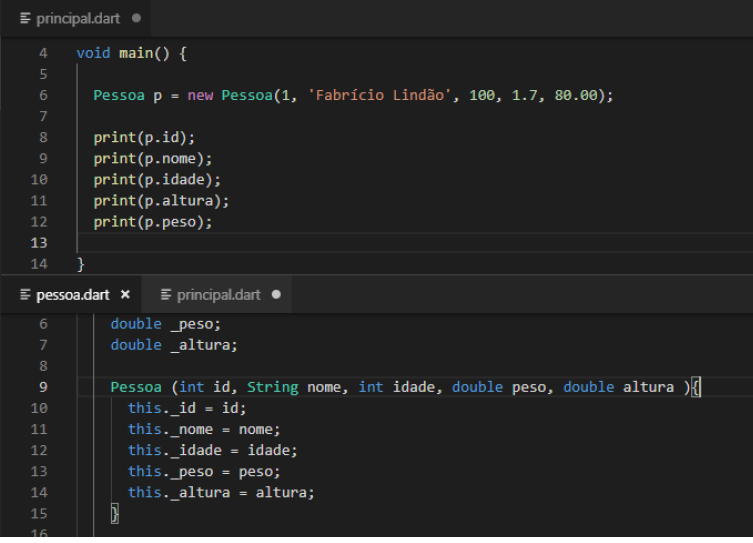 principal.dart
4 void main() {
5
6 Pessoa p = new Pessoa(1, 'Fabrício Lindão', 100, 1.7, 80.00);
7
8 print(p.id);
9 print(p.nome);
10 print(p.idade);
11 print(p.altura);
12 print(p.peso);
13
14 }
pessoa.dart × principal.dart
6 double _peso;
7 double _altura;
8
9 Pessoa (int id, String nome, int idade, double peso, double altura ){
10 this._id = id;
11 this._nome = nome;
12 this._idade = idade;
13 this._peso = peso;
14 this._altura = altura;
15 }
16